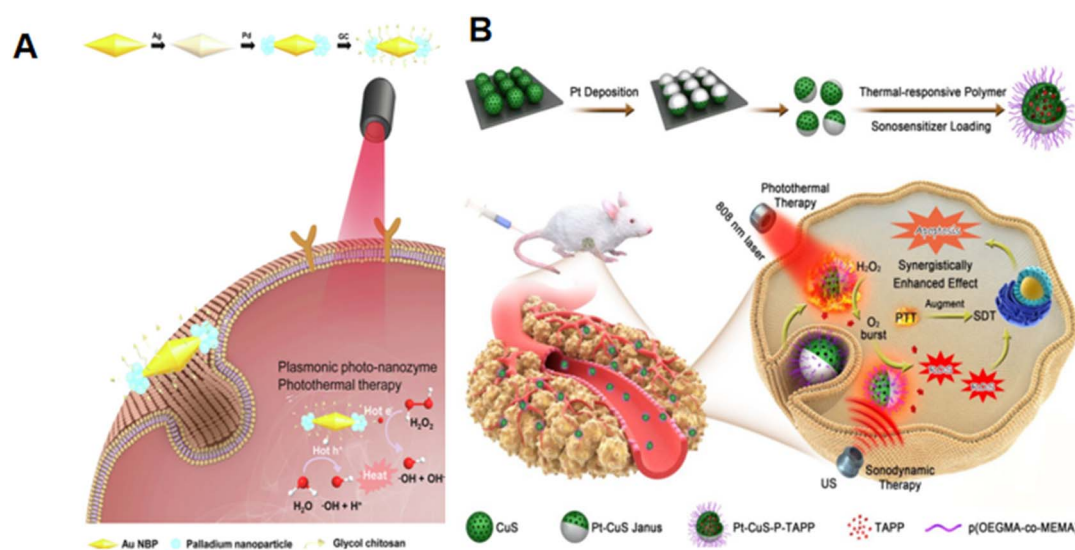 A
Ag
Pd
GC
Plasmonic photo-nanozyme
Photothermal therapy
Hot e⁻
H₂O₂
Hot h⁺
Heat
·OH + OH⁻
H₂O
·OH + H⁺
Au NBP
Palladium nanoparticle
Glycol chitosan
B
Pt Deposition
Thermal-responsive Polymer
Sonosensitizer Loading
Photothermal
Therapy
808 nm laser
H₂O₂
Apoptosis
Synergistically
Enhanced Effect
O₂
burst
PTT
Augment
SDT
US
Sonodynamic
Therapy
CuS
Pt-CuS Janus
Pt-CuS-P-TAPP
TAPP
p(OEGMA-co-MEMA)